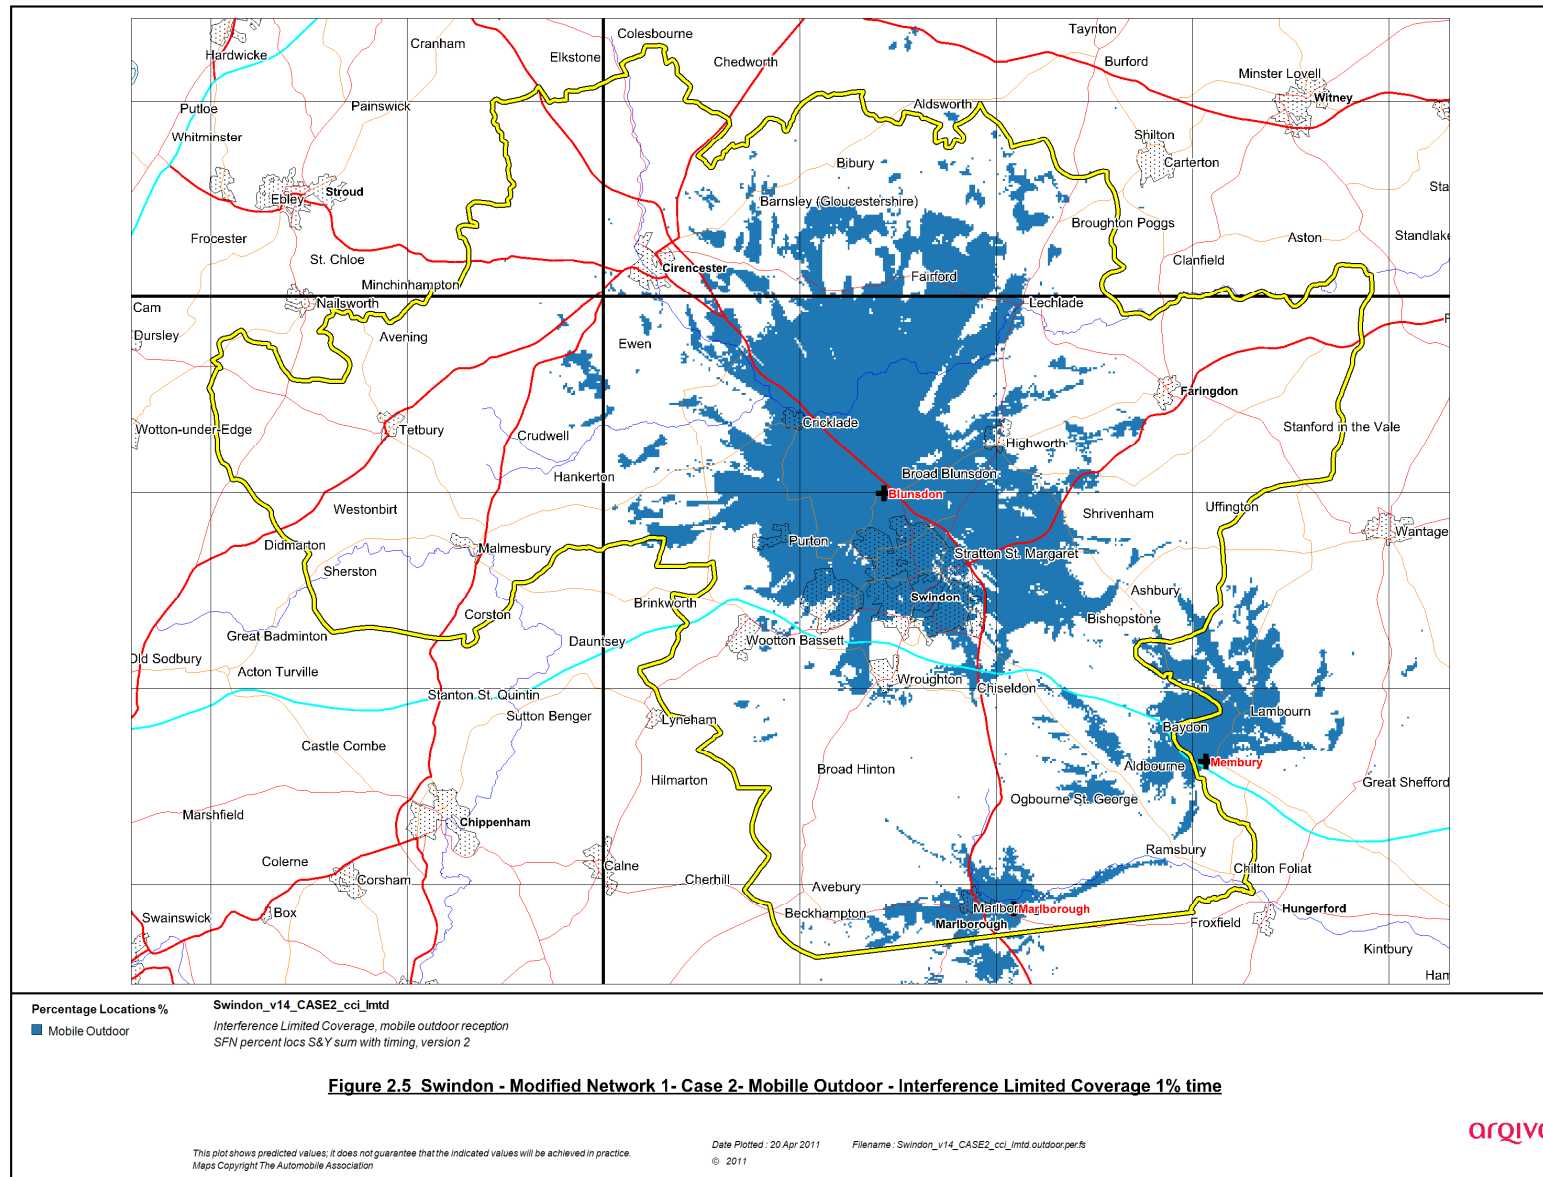 Colesbourne
Taynton
Cranham
Hardwicke
Elkstone
Chedworth
Burford
Minster Lovell
Witney
Putloe
Painswick
Aldsworth
Whitminster
Shilton
Bibury
Carterton
Sta
Stroud
Ebley
Barnsley (Gloucestershire)
Broughton Poggs
Frocester
Aston
Standlake
St. Chloe
Cirencester
Clanfield
Fairford
Minchinhampton
Nailsworth
Lechlade
Cam
Dursley
Avening
Ewen
Faringdon
Tetbury
Cricklade
Wotton-under-Edge
Crudwell
Stanford in the Vale
Highworth
Hankerton
Broad Blunsdon
Blunsdon
Westonbirt
Uffington
Shrivenham
Wantage
Didmarton
Malmesbury
Purton
Stratton St. Margaret
Sherston
Ashbury
Swindon
Brinkworth
Corston
Bishopstone
Great Badminton
Dauntsey
Wootton Bassett
Old Sodbury
Acton Turville
Wroughton
Chiseldon
Stanton St. Quintin
Sutton Benger
Lyneham
Lambourn
Baydon
Castle Combe
Membury
Aldbourne
Broad Hinton
Hilmarton
Great Shefford
Ogbourne St. George
Marshfield
Chippenham
Ramsbury
Colerne
Calne
Chilton Foliat
Corsham
Cherhill
Avebury
Box
Beckhampton
Marlbor
Marlborough
Hungerford
Swainswick
Marlborough
Froxfield
Kintbury
Ham
Percentage Locations %
Mobile Outdoor
Swindon_v14_CASE2_cci_lmtd
Interference Limited Coverage, mobile outdoor reception
SFN percent locs S&Y sum with timing, version 2
Figure 2.5 Swindon - Modified Network 1- Case 2- Mobille Outdoor - Interference Limited Coverage 1% time
arqiva
Date Plotted : 20 Apr 2011 Filename : Swindon_v14_CASE2_cci_lmtd.outdoor.per.fs
This plot shows predicted values; it does not guarantee that the indicated values will be achieved in practice.
© 2011
Maps Copyright The Automobile Association